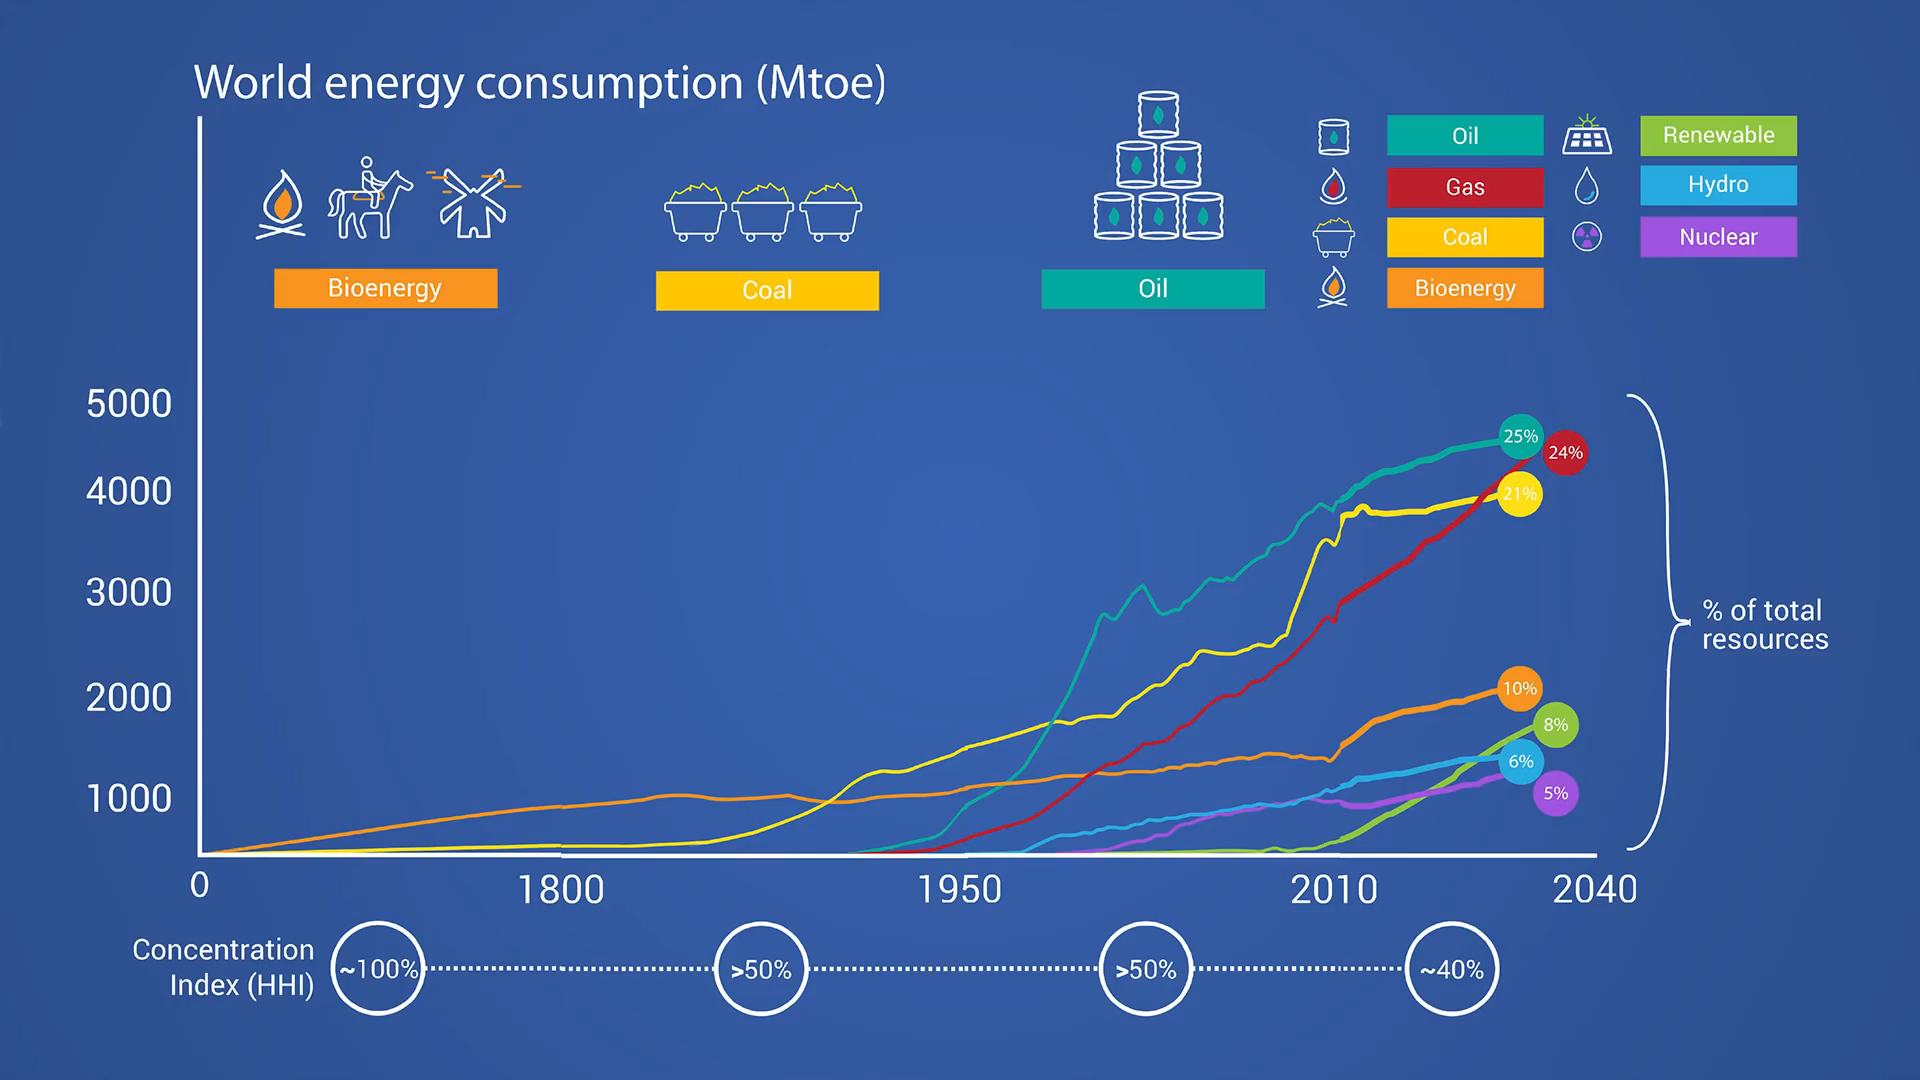 World energy consumption (Mtoe)
Oil
Renewable
Gas
Hydro
Coal
Nuclear
Bioenergy
Bioenergy
Coal
Oil
5000
4000
3000
2000
1000
25%
24%
21%
10%
8%
6%
5%
% of total
resources
0
1800
1950
2010
2040
Concentration
Index (HHI)
~100%
>50%
>50%
~40%